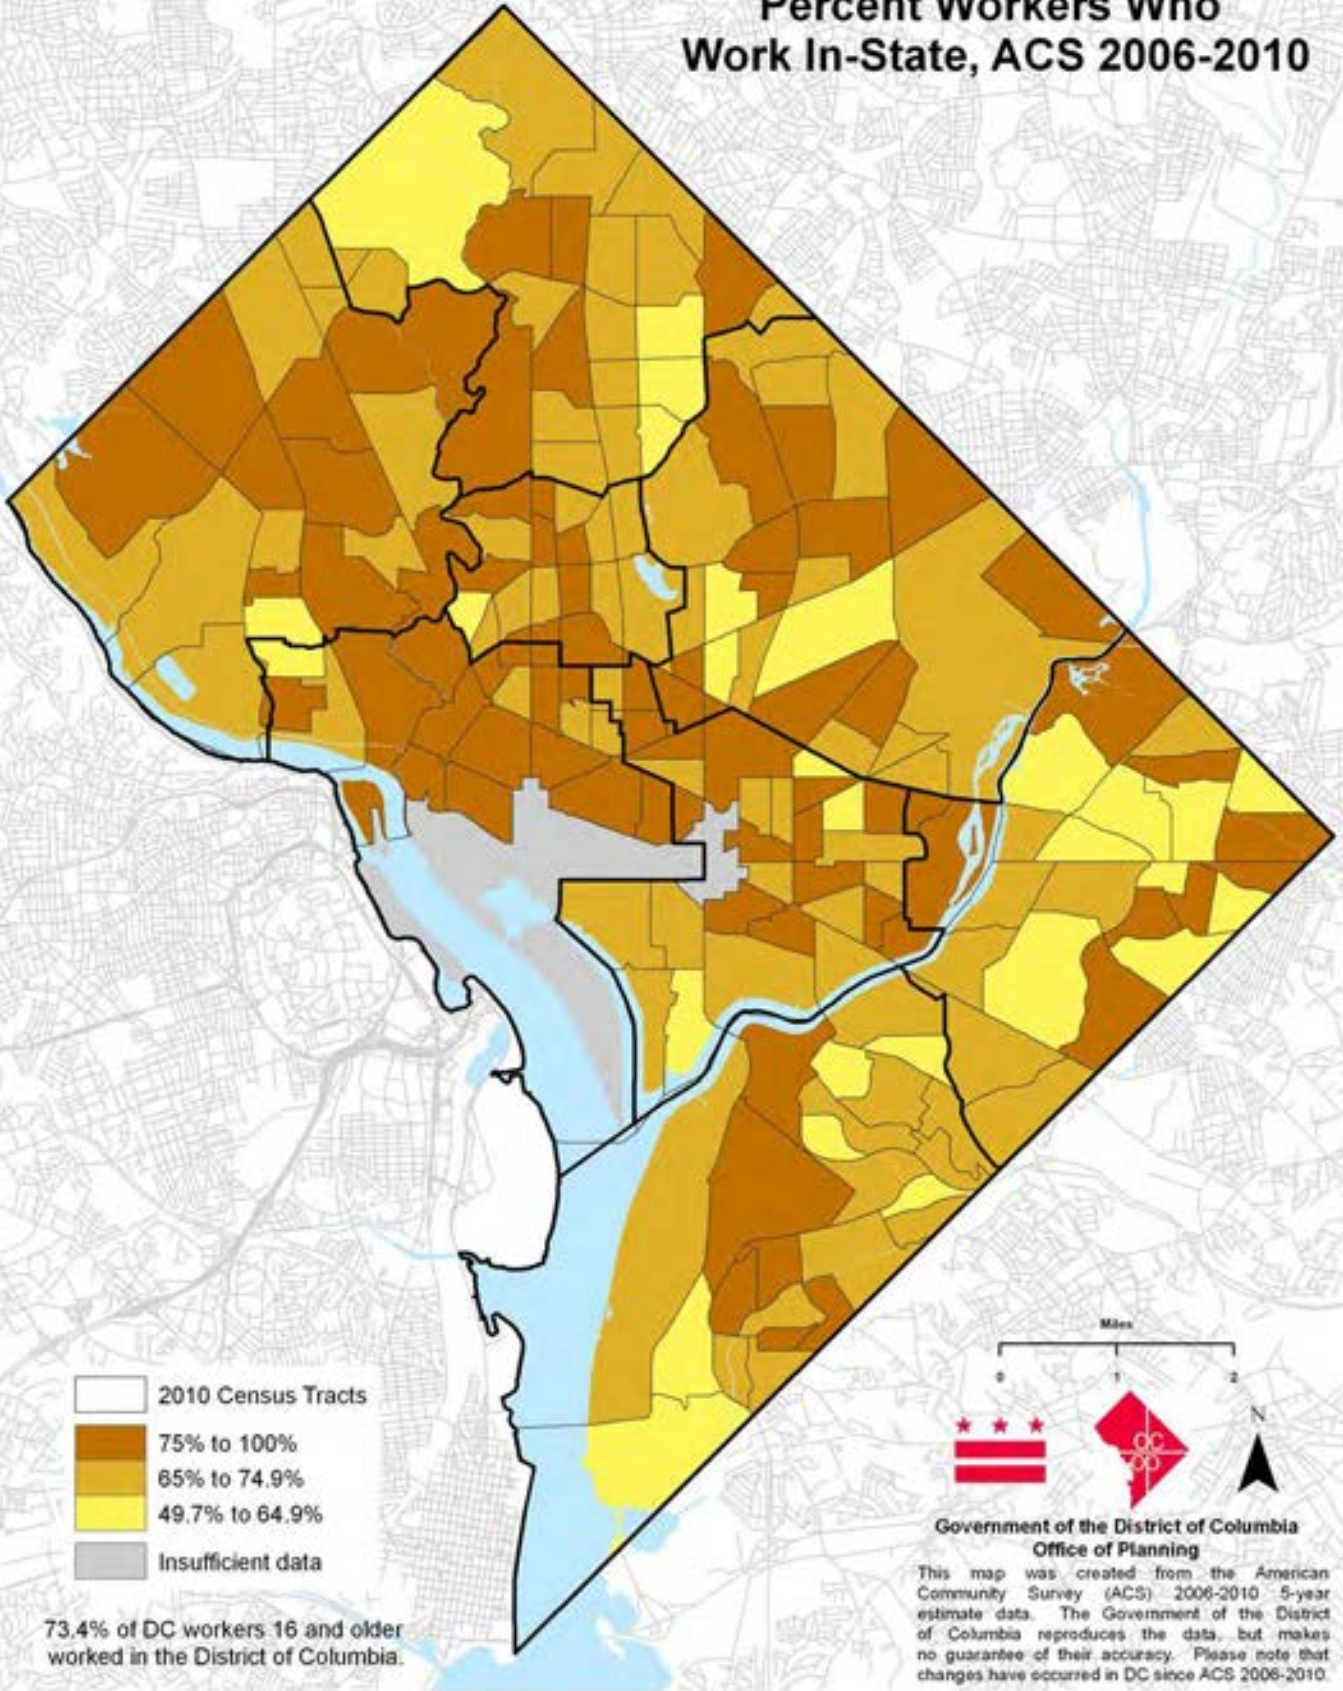 Percent Workers Who
Work In-State, ACS 2006-2010
2010 Census Tracts
75% to 100%
65% to 74.9%
49.7% to 64.9%
Insufficient data
73.4% of DC workers 16 and older
worked in the District of Columbia.
Miles
0 1 2
N
DC
OP
Government of the District of Columbia
Office of Planning
This map was created from the American
Community Survey (ACS) 2006-2010 5-year
estimate data. The Government of the District
of Columbia reproduces the data, but makes
no guarantee of their accuracy. Please note that
changes have occurred in DC since ACS 2006-2010.